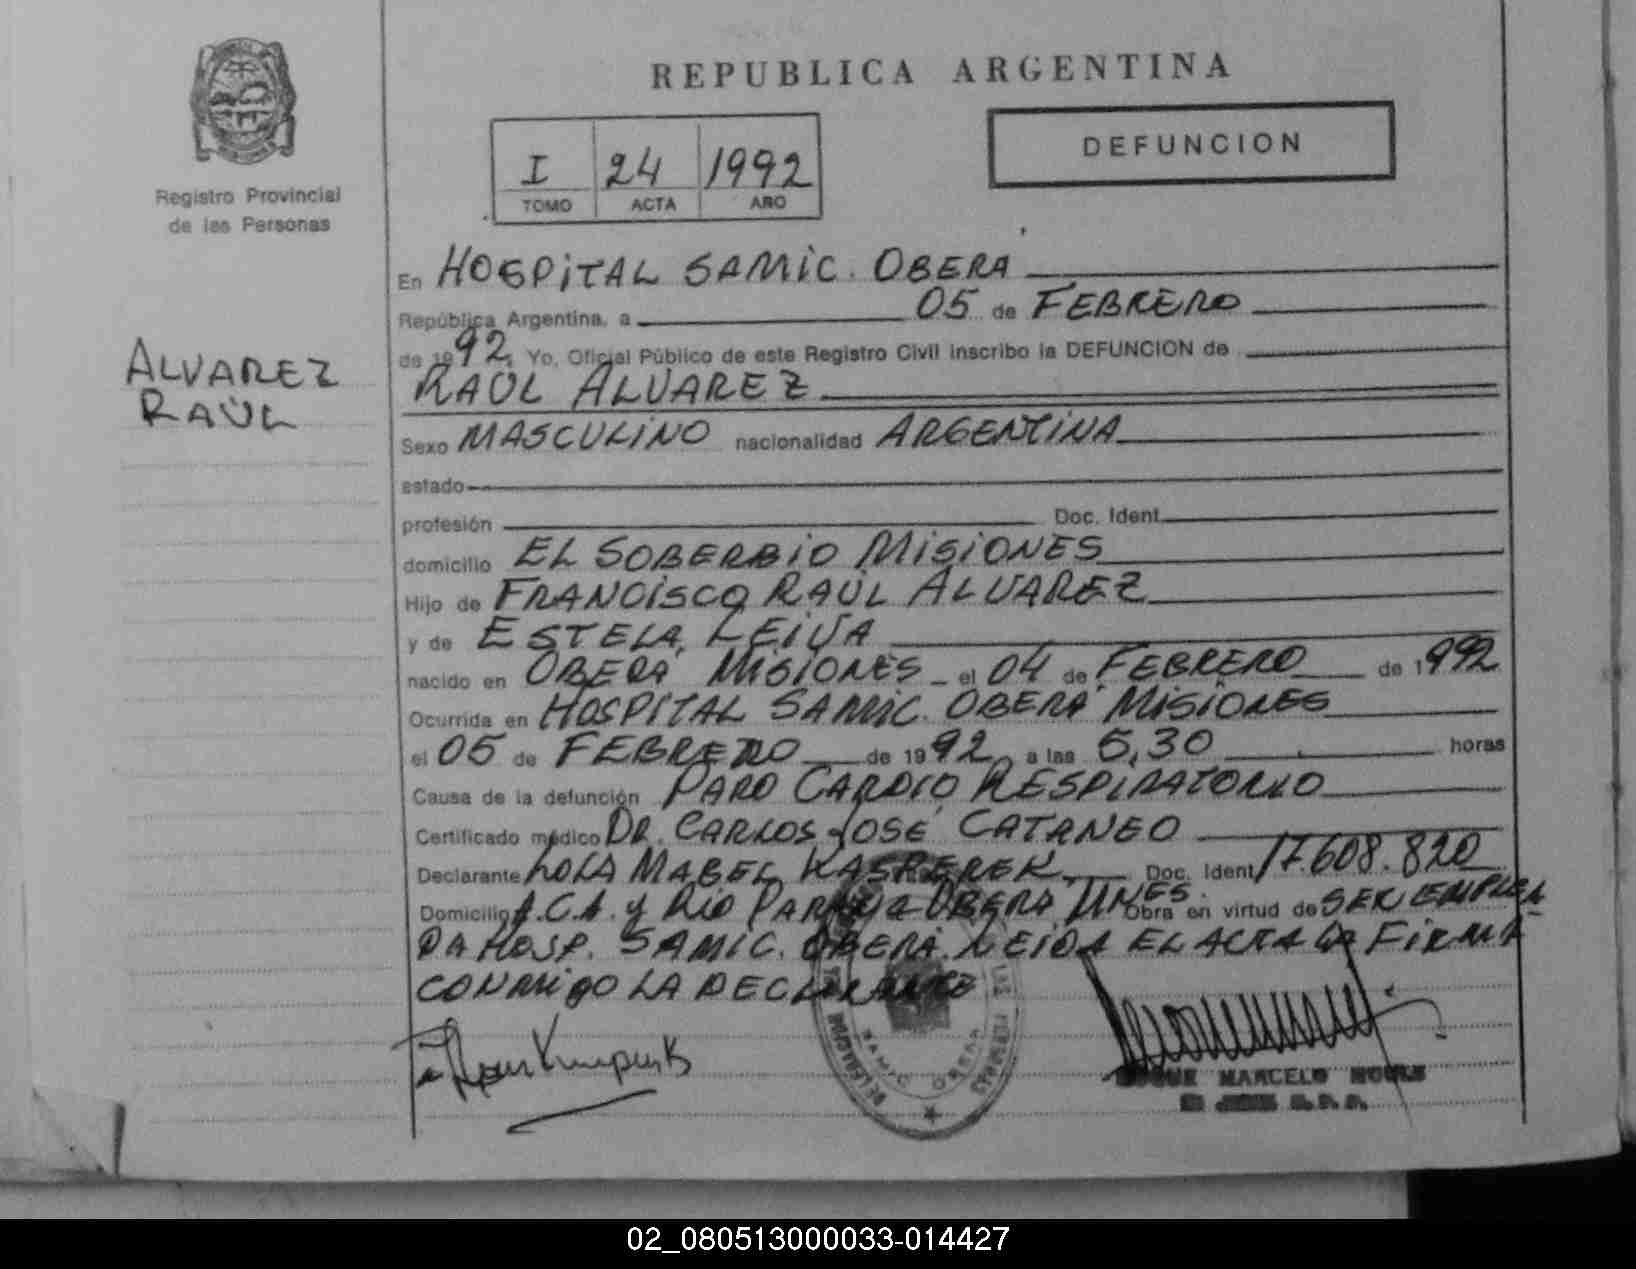 REPUBLICA ARGENTINA
DEFUNCION
I 24 1992
TOMO ACTA AÑO
Registro Provincial
de las Personas
ALVAREZ
RAÚL
En HOSPITAL SAMIC. OBERA
República Argentina, a 05 de FEBRERO
de 1992, Yo, Oficial Público de este Registro Civil inscribo la DEFUNCION de
RAÚL ALVAREZ
Sexo MASCULINO nacionalidad ARGENTINA
estado
profesión Doc. Ident.
domicilio EL SOBERBIO MISIONES
Hijo de FRANCISCO RAÚL ALVAREZ
y de ESTELA LEIVA
nacido en OBERA MISIONES el 04 de FEBRERO de 1992
Ocurrida en HOSPITAL SAMIC. OBERA MISIONES
el 05 de FEBRERO de 1992 a las 5,30 horas
Causa de la defunción PARO CARDIO RESPIRATORIO
Certificado médico DR. CARLOS JOSÉ CATANEO
Declarante LOLA MABEL Doc. Ident 17.608.820
Domicilio A.C.A. y RIO PARANA OBERA MNES. Obra en virtud de SER EMPLEA
DA HOSP. SAMIC. OBERA. LEIDA EL ACTA LA FIRMA
CONMIGO LA DECLARANTE
DELEGACION
SAMIC OBERA
MARCELO
02_080513000033-014427